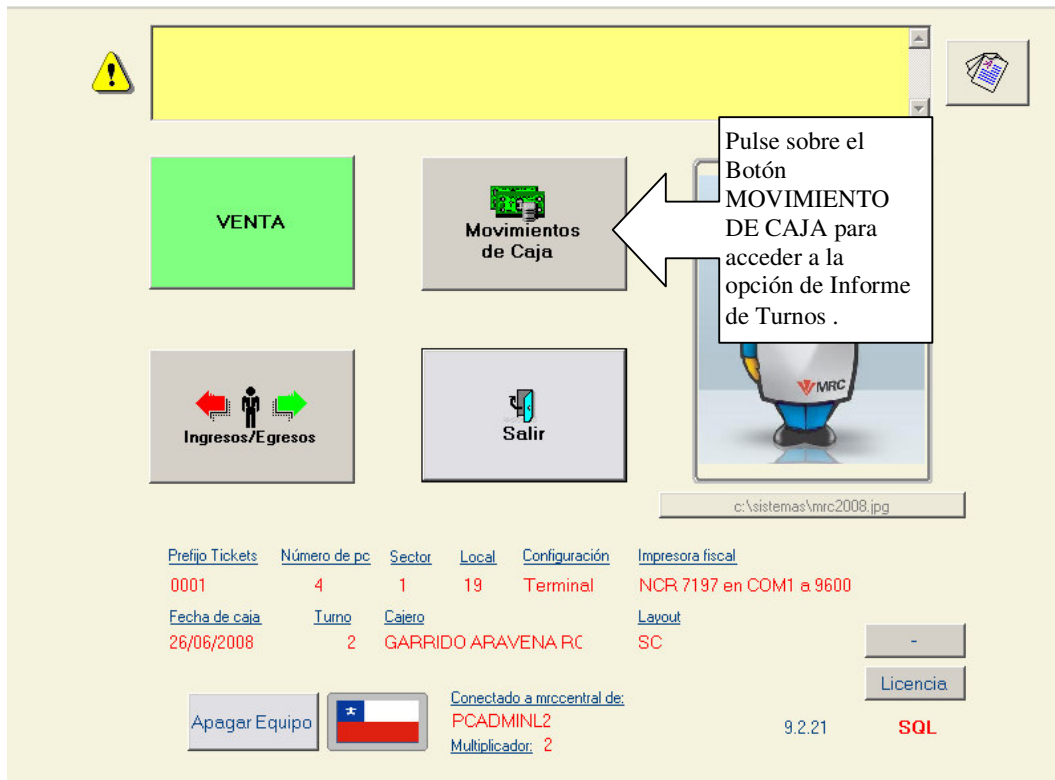 Pulse sobre el
Botón
MOVIMIENTO
DE CAJA para
acceder a la
opción de Informe
de Turnos .
VENTA
Movimientos
de Caja
Ingresos/Egresos
Salir
MRC
c:\sistemas\mrc2008.jpg
Prefijo Tickets Número de pc Sector Local Configuración Impresora fiscal
0001 4 1 19 Terminal NCR 7197 en COM1 a 9600
Fecha de caja Turno Cajero Layout
26/06/2008 2 GARRIDO ARAVENA RC SC
-
Licencia
Apagar Equipo
Conectado a mrccentral de:
PCADMINL2
Multiplicador: 2
9.2.21 SQL